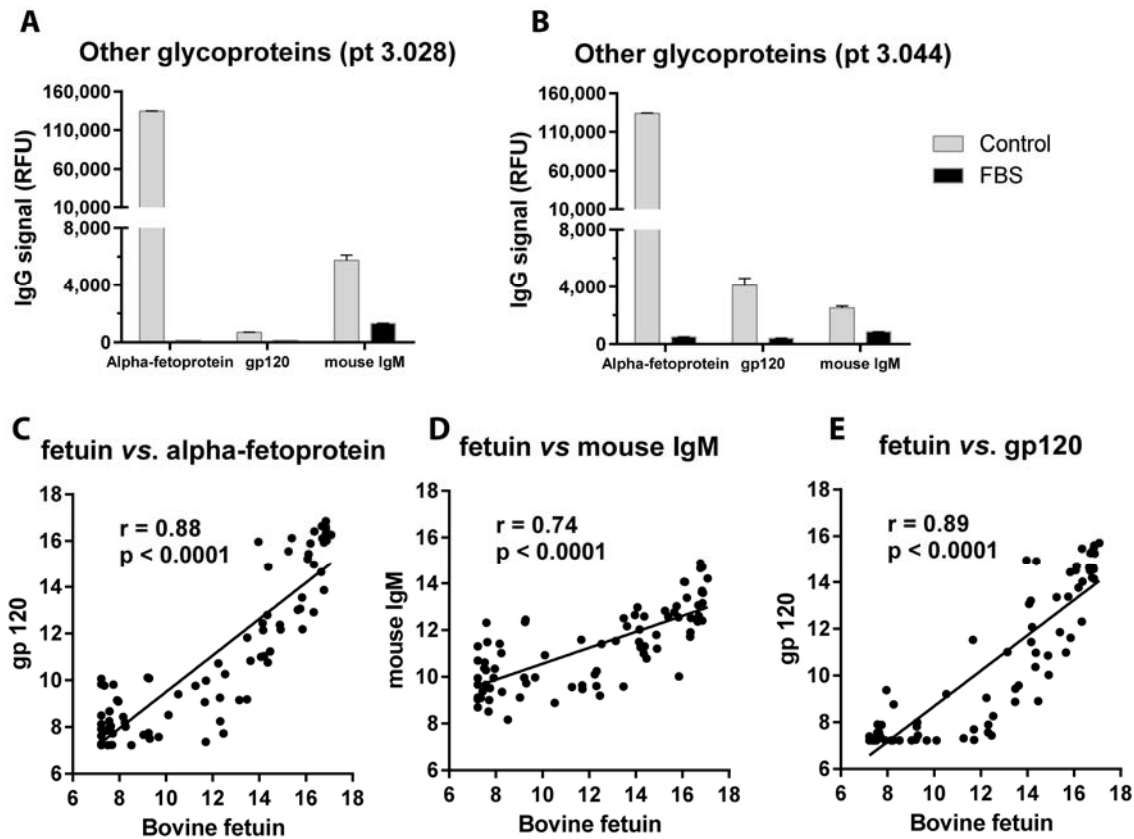 A
Other glycoproteins (pt 3.028)
IgG signal (RFU)
160,000
110,000
60,000
10,000
8,000
4,000
0
Alpha-fetoprotein gp120 mouse IgM
B
Other glycoproteins (pt 3.044)
IgG signal (RFU)
160,000
110,000
60,000
10,000
8,000
4,000
0
Alpha-fetoprotein gp120 mouse IgM
Control
FBS
C
fetuin vs. alpha-fetoprotein
r = 0.88
p < 0.0001
gp 120
18
16
14
12
10
8
6
6 8 10 12 14 16 18
Bovine fetuin
D
fetuin vs mouse IgM
r = 0.74
p < 0.0001
mouse IgM
18
16
14
12
10
8
6
6 8 10 12 14 16 18
Bovine fetuin
E
fetuin vs. gp120
r = 0.89
p < 0.0001
gp120
18
16
14
12
10
8
6
6 8 10 12 14 16 18
Bovine fetuin